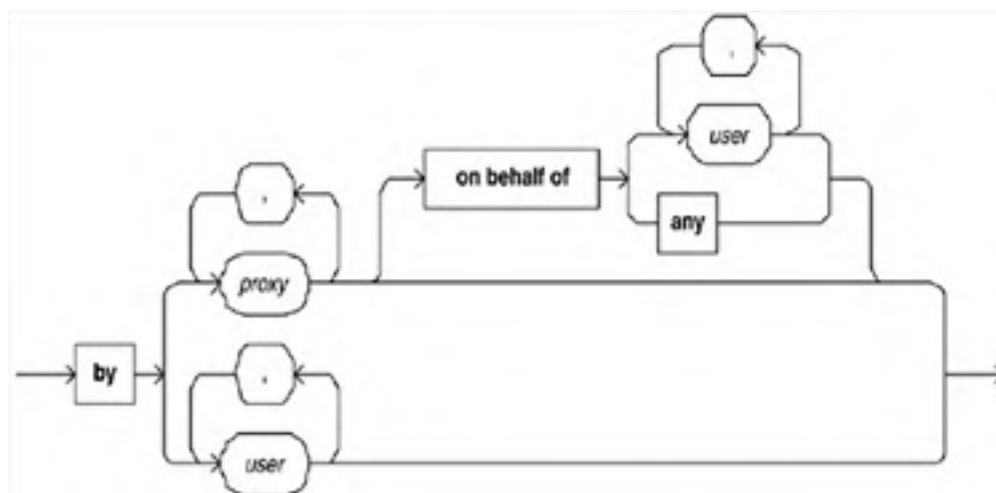 ,
user
on behalf of
any
,
proxy
by
,
user